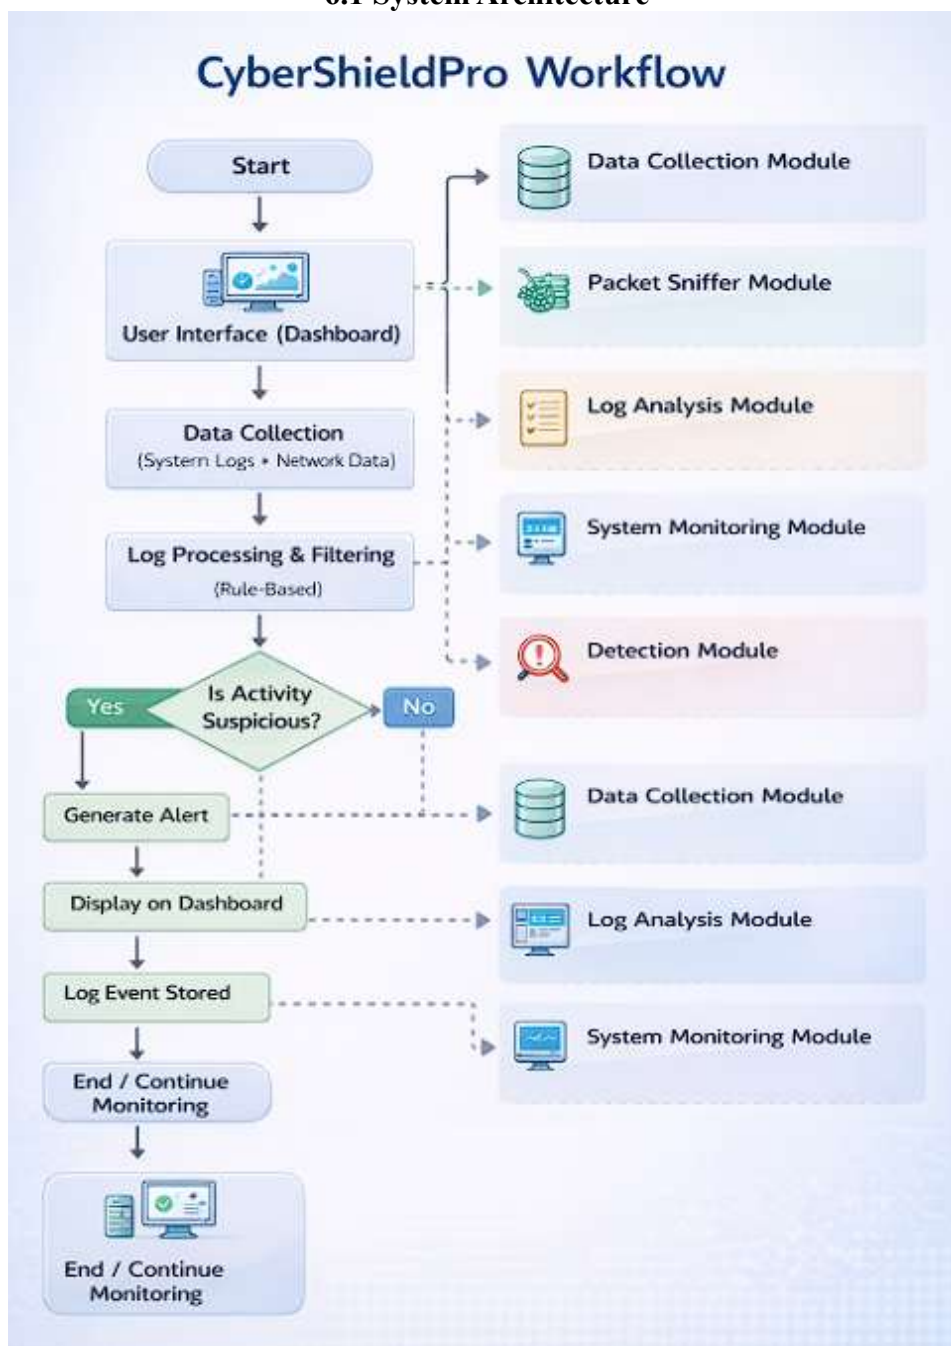 6.1 System Architecture
CyberShieldPro Workflow
Start
User Interface (Dashboard)
Data Collection
(System Logs + Network Data)
Log Processing & Filtering
(Rule-Based)
Is Activity
Suspicious?
Yes
No
Generate Alert
Display on Dashboard
Log Event Stored
End / Continue
Monitoring
End / Continue
Monitoring
Data Collection Module
Packet Sniffer Module
Log Analysis Module
System Monitoring Module
Detection Module
Data Collection Module
Log Analysis Module
System Monitoring Module